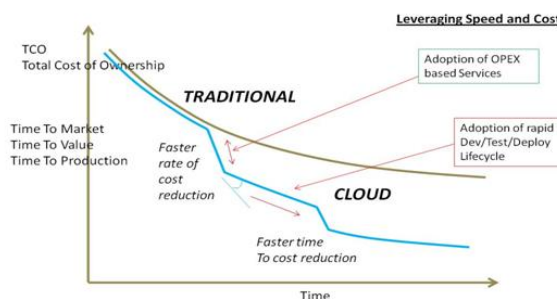 Leveraging Speed and Cost
TCO
Total Cost of Ownership
Adoption of OPEX
based Services
TRADITIONAL
Time To Market
Time To Value
Time To Production
Faster
rate of
cost
reduction
Adoption of rapid
Dev/Test/Deploy
Lifecycle
CLOUD
Faster time
To cost reduction
Time